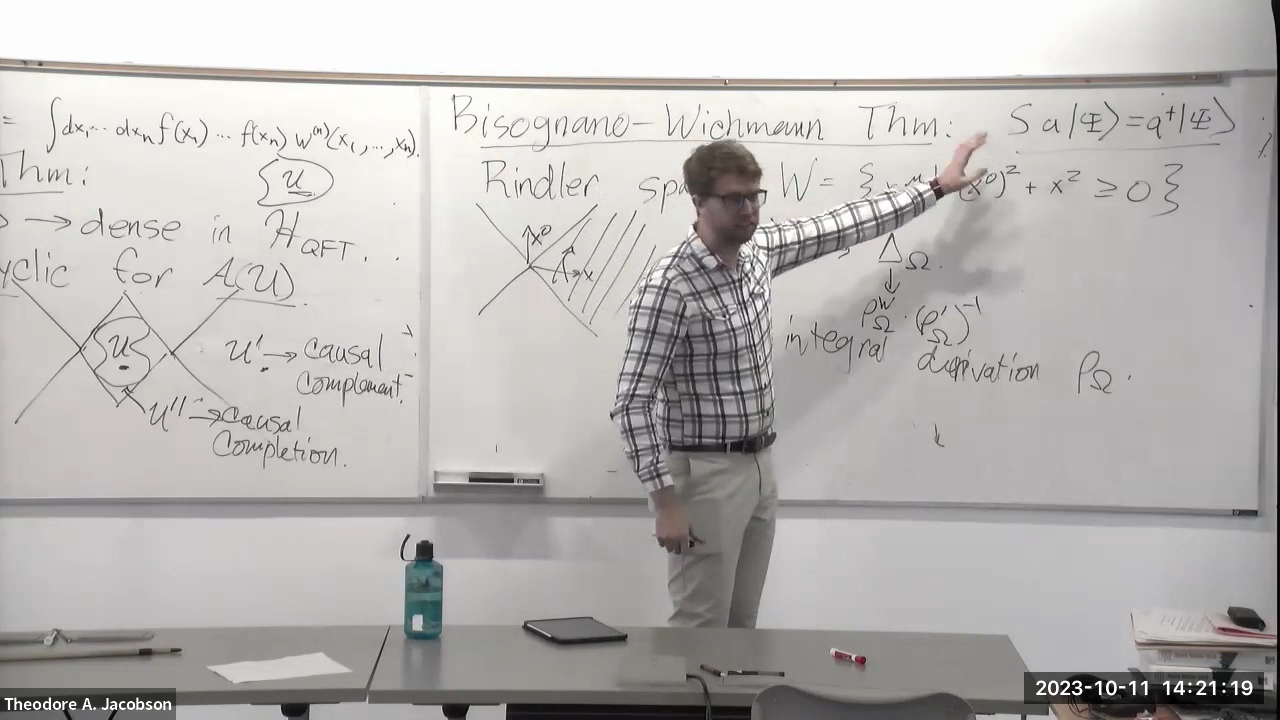 = ∫dx₁… dxₙ f(x₁) … f(xₙ) W⁽ⁿ⁾(x₁,…,xₙ).
Thm:
{U}
→ dense in ℋ_QFT . .
cyclic for A(U).
U
U' → causal
complement
U'' → causal
completion.
Bisognano-Wichmann Thm: S a|Ψ⟩=a†|Ψ⟩ ;
Rindler W = { (x⁰)² + x² ≥ 0 }
x⁰
x
Δ_Ω.
↓
ρ_Ω^W · (ρ'_Ω)⁻¹
integral derivation ρ_Ω.
Theodore A. Jacobson
2023-10-11 14:21:19